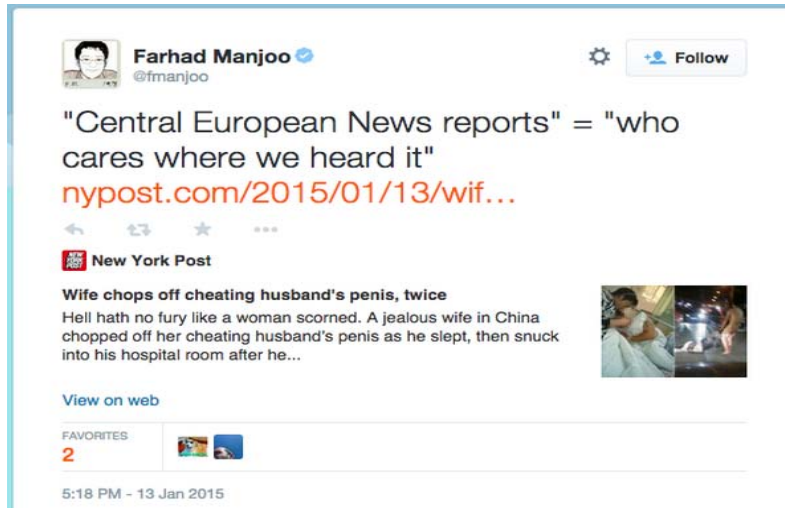 Farhad Manjoo
@fmanjoo
Follow
"Central European News reports" = "who
cares where we heard it"
nypost.com/2015/01/13/wif...
NEW YORK POST
New York Post
Wife chops off cheating husband's penis, twice
Hell hath no fury like a woman scorned. A jealous wife in China
chopped off her cheating husband's penis as he slept, then snuck
into his hospital room after he...
View on web
FAVORITES
2
5:18 PM - 13 Jan 2015